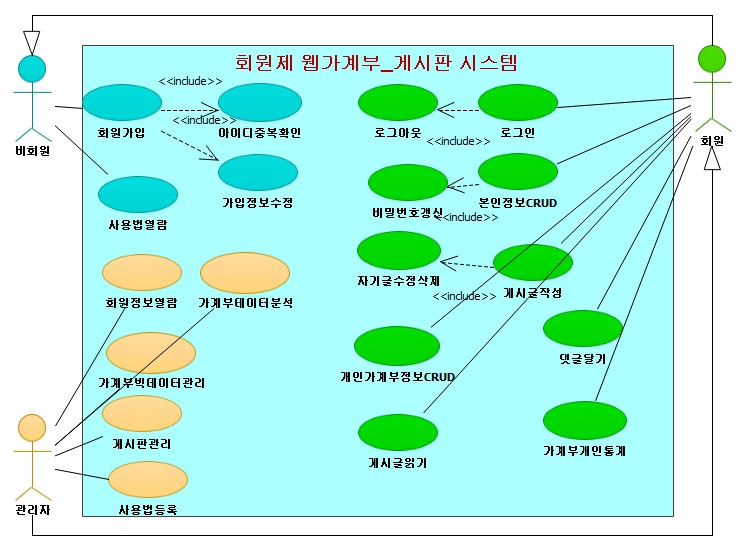 회원제 웹가계부_게시판 시스템
<<include>>
<<include>>
회원가입
아이디중복확인
로그아웃
로그인
비회원
회원
<<include>>
가입정보수정
비밀번호갱신
본인정보CRUD
사용법열람
<<include>>
자기글수정삭제
게시글작성
회원정보열람
가계부데이터분석
<<include>>
댓글달기
가계부빅데이터관리
개인가계부정보CRUD
게시판관리
게시글읽기
가계부개인통계
관리자
사용법등록